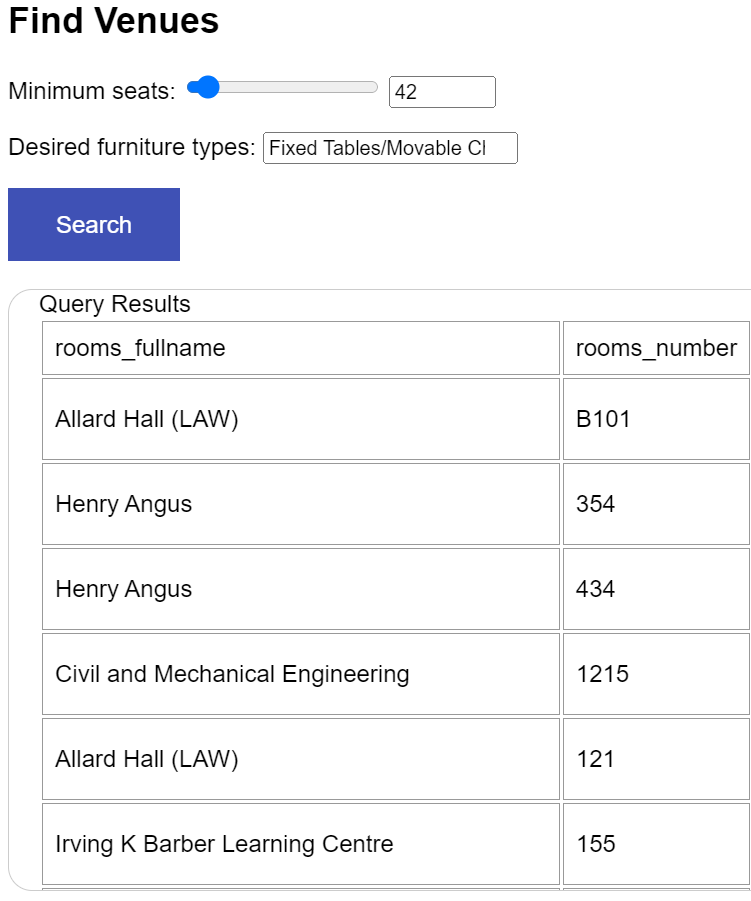 Find Venues
Minimum seats: 42
Desired furniture types: Fixed Tables/Movable
Search
Query Results
rooms_fullname rooms_number
Allard Hall (LAW) B101
Henry Angus 354
Henry Angus 434
Civil and Mechanical Engineering 1215
Allard Hall (LAW) 121
Irving K Barber Learning Centre 155